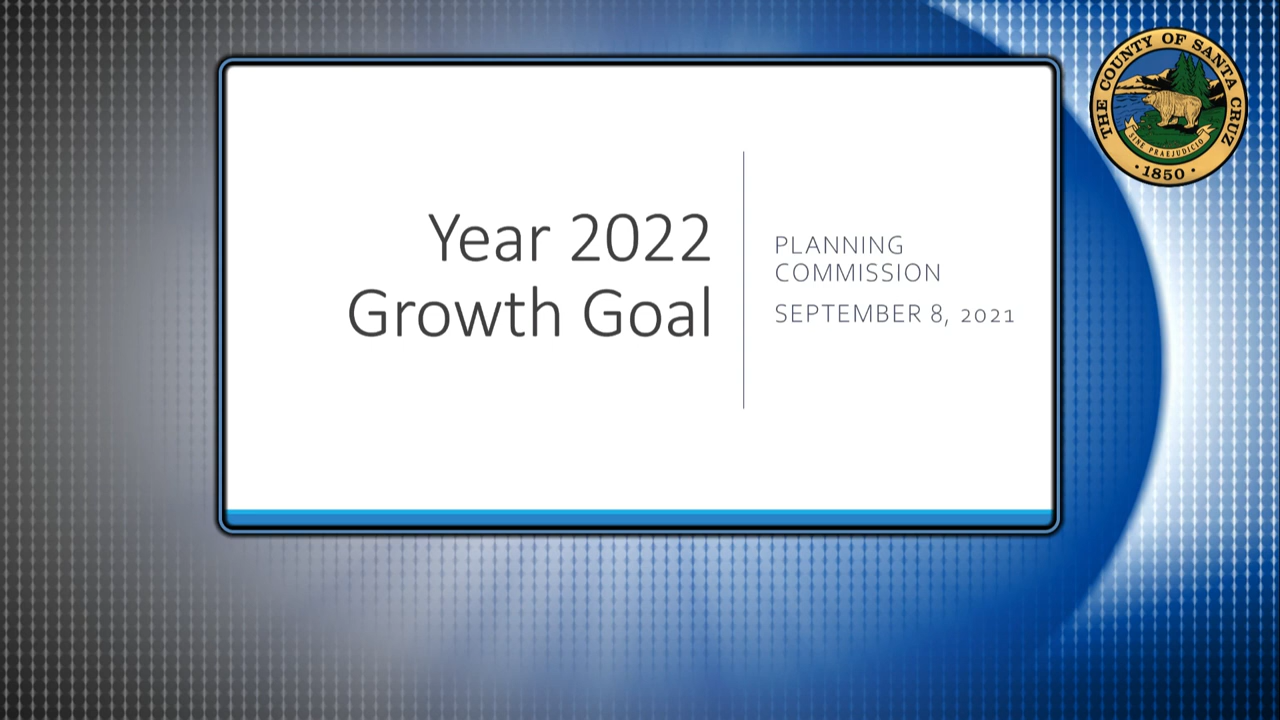 Year 2022
Growth Goal
PLANNING
COMMISSION
SEPTEMBER 8, 2021
THE COUNTY OF SANTA CRUZ
SINE PRAEJUDICIO
· 1850 ·